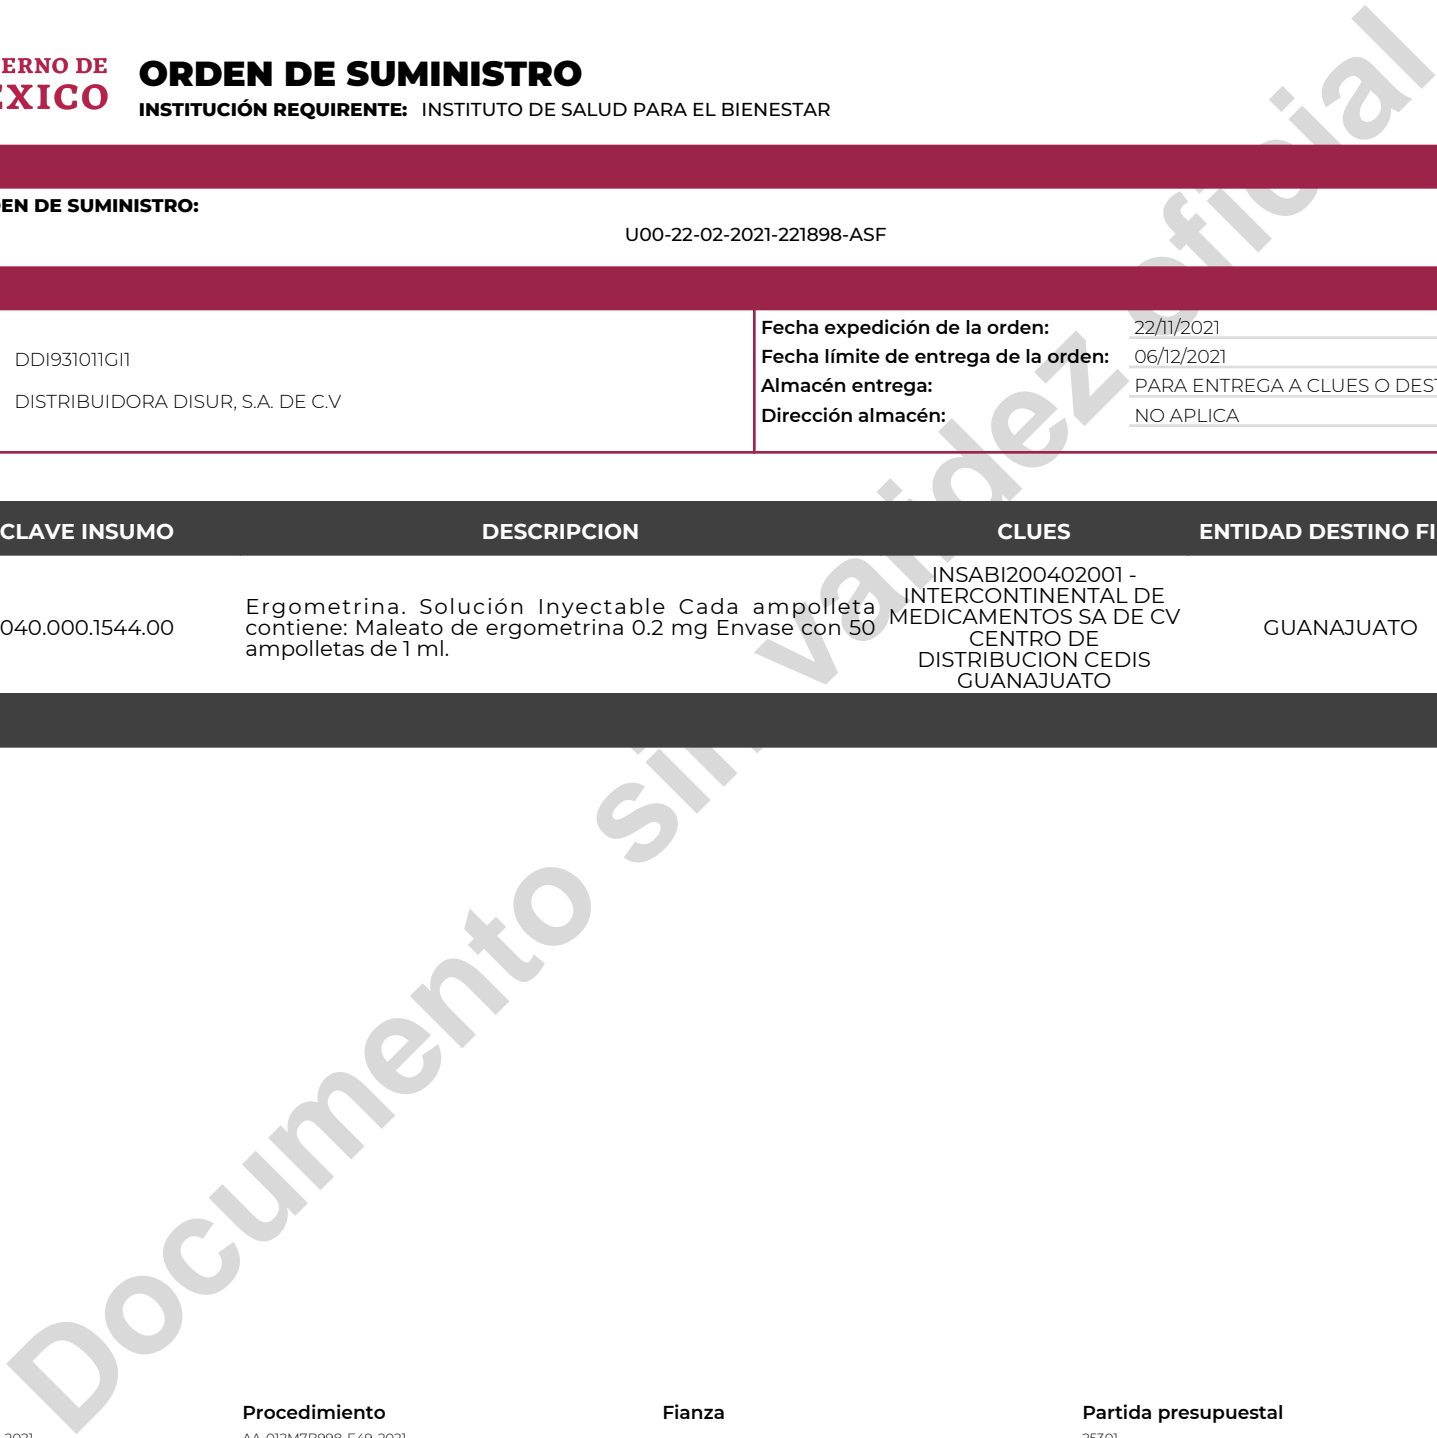 ERNO DE
ORDEN DE SUMINISTRO
INSTITUCIÓN REQUIRENTE: INSTITUTO DE SALUD PARA EL BIENESTAR
EN DE SUMINISTRO:
U00-22-02-2021-221898-ASF
DDI931011GI1
DISTRIBUIDORA DISUR, S.A. DE C.V
Fecha expedición de la orden: 22/11/2021
Fecha límite de entrega de la orden: 06/12/2021
Almacén entrega: PARA ENTREGA A CLUES O
Dirección almacén: NO APLICA
CLAVE INSUMO DESCRIPCION CLUES ENTIDAD DESTINO
040.000.1544.00
Ergometrina. Solución Inyectable Cada ampolleta
contiene: Maleato de ergometrina 0.2 mg Envase con 50
ampolletas de 1 ml.
INSABI200402001 -
INTERCONTINENTAL DE
MEDICAMENTOS SA DE CV
CENTRO DE
DISTRIBUCION CEDIS
GUANAJUATO
GUANAJUATO
Documento sin validez oficial
Procedimiento Fianza Partida presupuestal